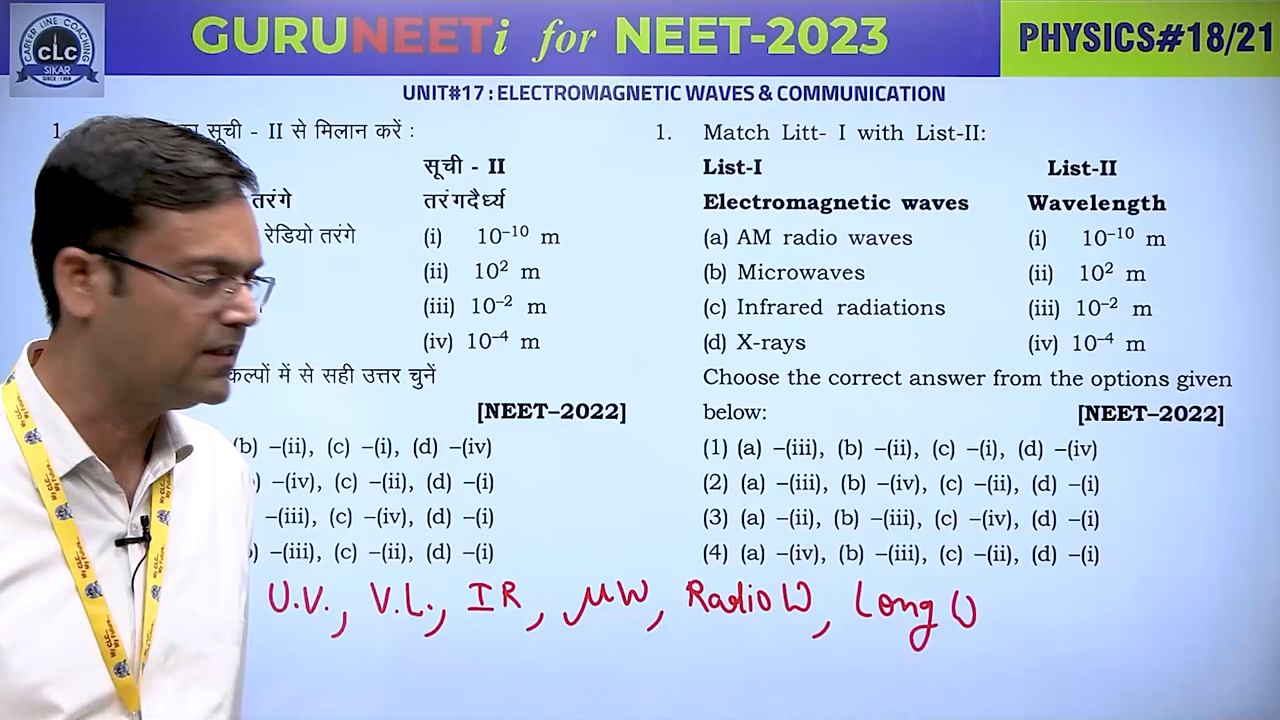 CAREER LINE COACHING
CLC
SIKAR
SINCE : 1996
GURUNEETi for NEET-2023
PHYSICS#18/21
UNIT#17 : ELECTROMAGNETIC WAVES & COMMUNICATION
1.
सूची - II से मिलान करें :
सूची - II
तरंगे तरंगदैर्ध्य
रेडियो तरंगे (i) 10⁻¹⁰ m
(ii) 10² m
(iii) 10⁻² m
(iv) 10⁻⁴ m
में से सही उत्तर चुनें
[NEET–2022]
(b) –(ii), (c) –(i), (d) –(iv)
–(iv), (c) –(ii), (d) –(i)
–(iii), (c) –(iv), (d) –(i)
–(iii), (c) –(ii), (d) –(i)
1. Match Litt- I with List-II:
List-I List-II
Electromagnetic waves Wavelength
(a) AM radio waves (i) 10⁻¹⁰ m
(b) Microwaves (ii) 10² m
(c) Infrared radiations (iii) 10⁻² m
(d) X-rays (iv) 10⁻⁴ m
Choose the correct answer from the options given
below: [NEET–2022]
(1) (a) –(iii), (b) –(ii), (c) –(i), (d) –(iv)
(2) (a) –(iii), (b) –(iv), (c) –(ii), (d) –(i)
(3) (a) –(ii), (b) –(iii), (c) –(iv), (d) –(i)
(4) (a) –(iv), (b) –(iii), (c) –(ii), (d) –(i)
U.V., V.L., IR, μW, Radio W, Long W